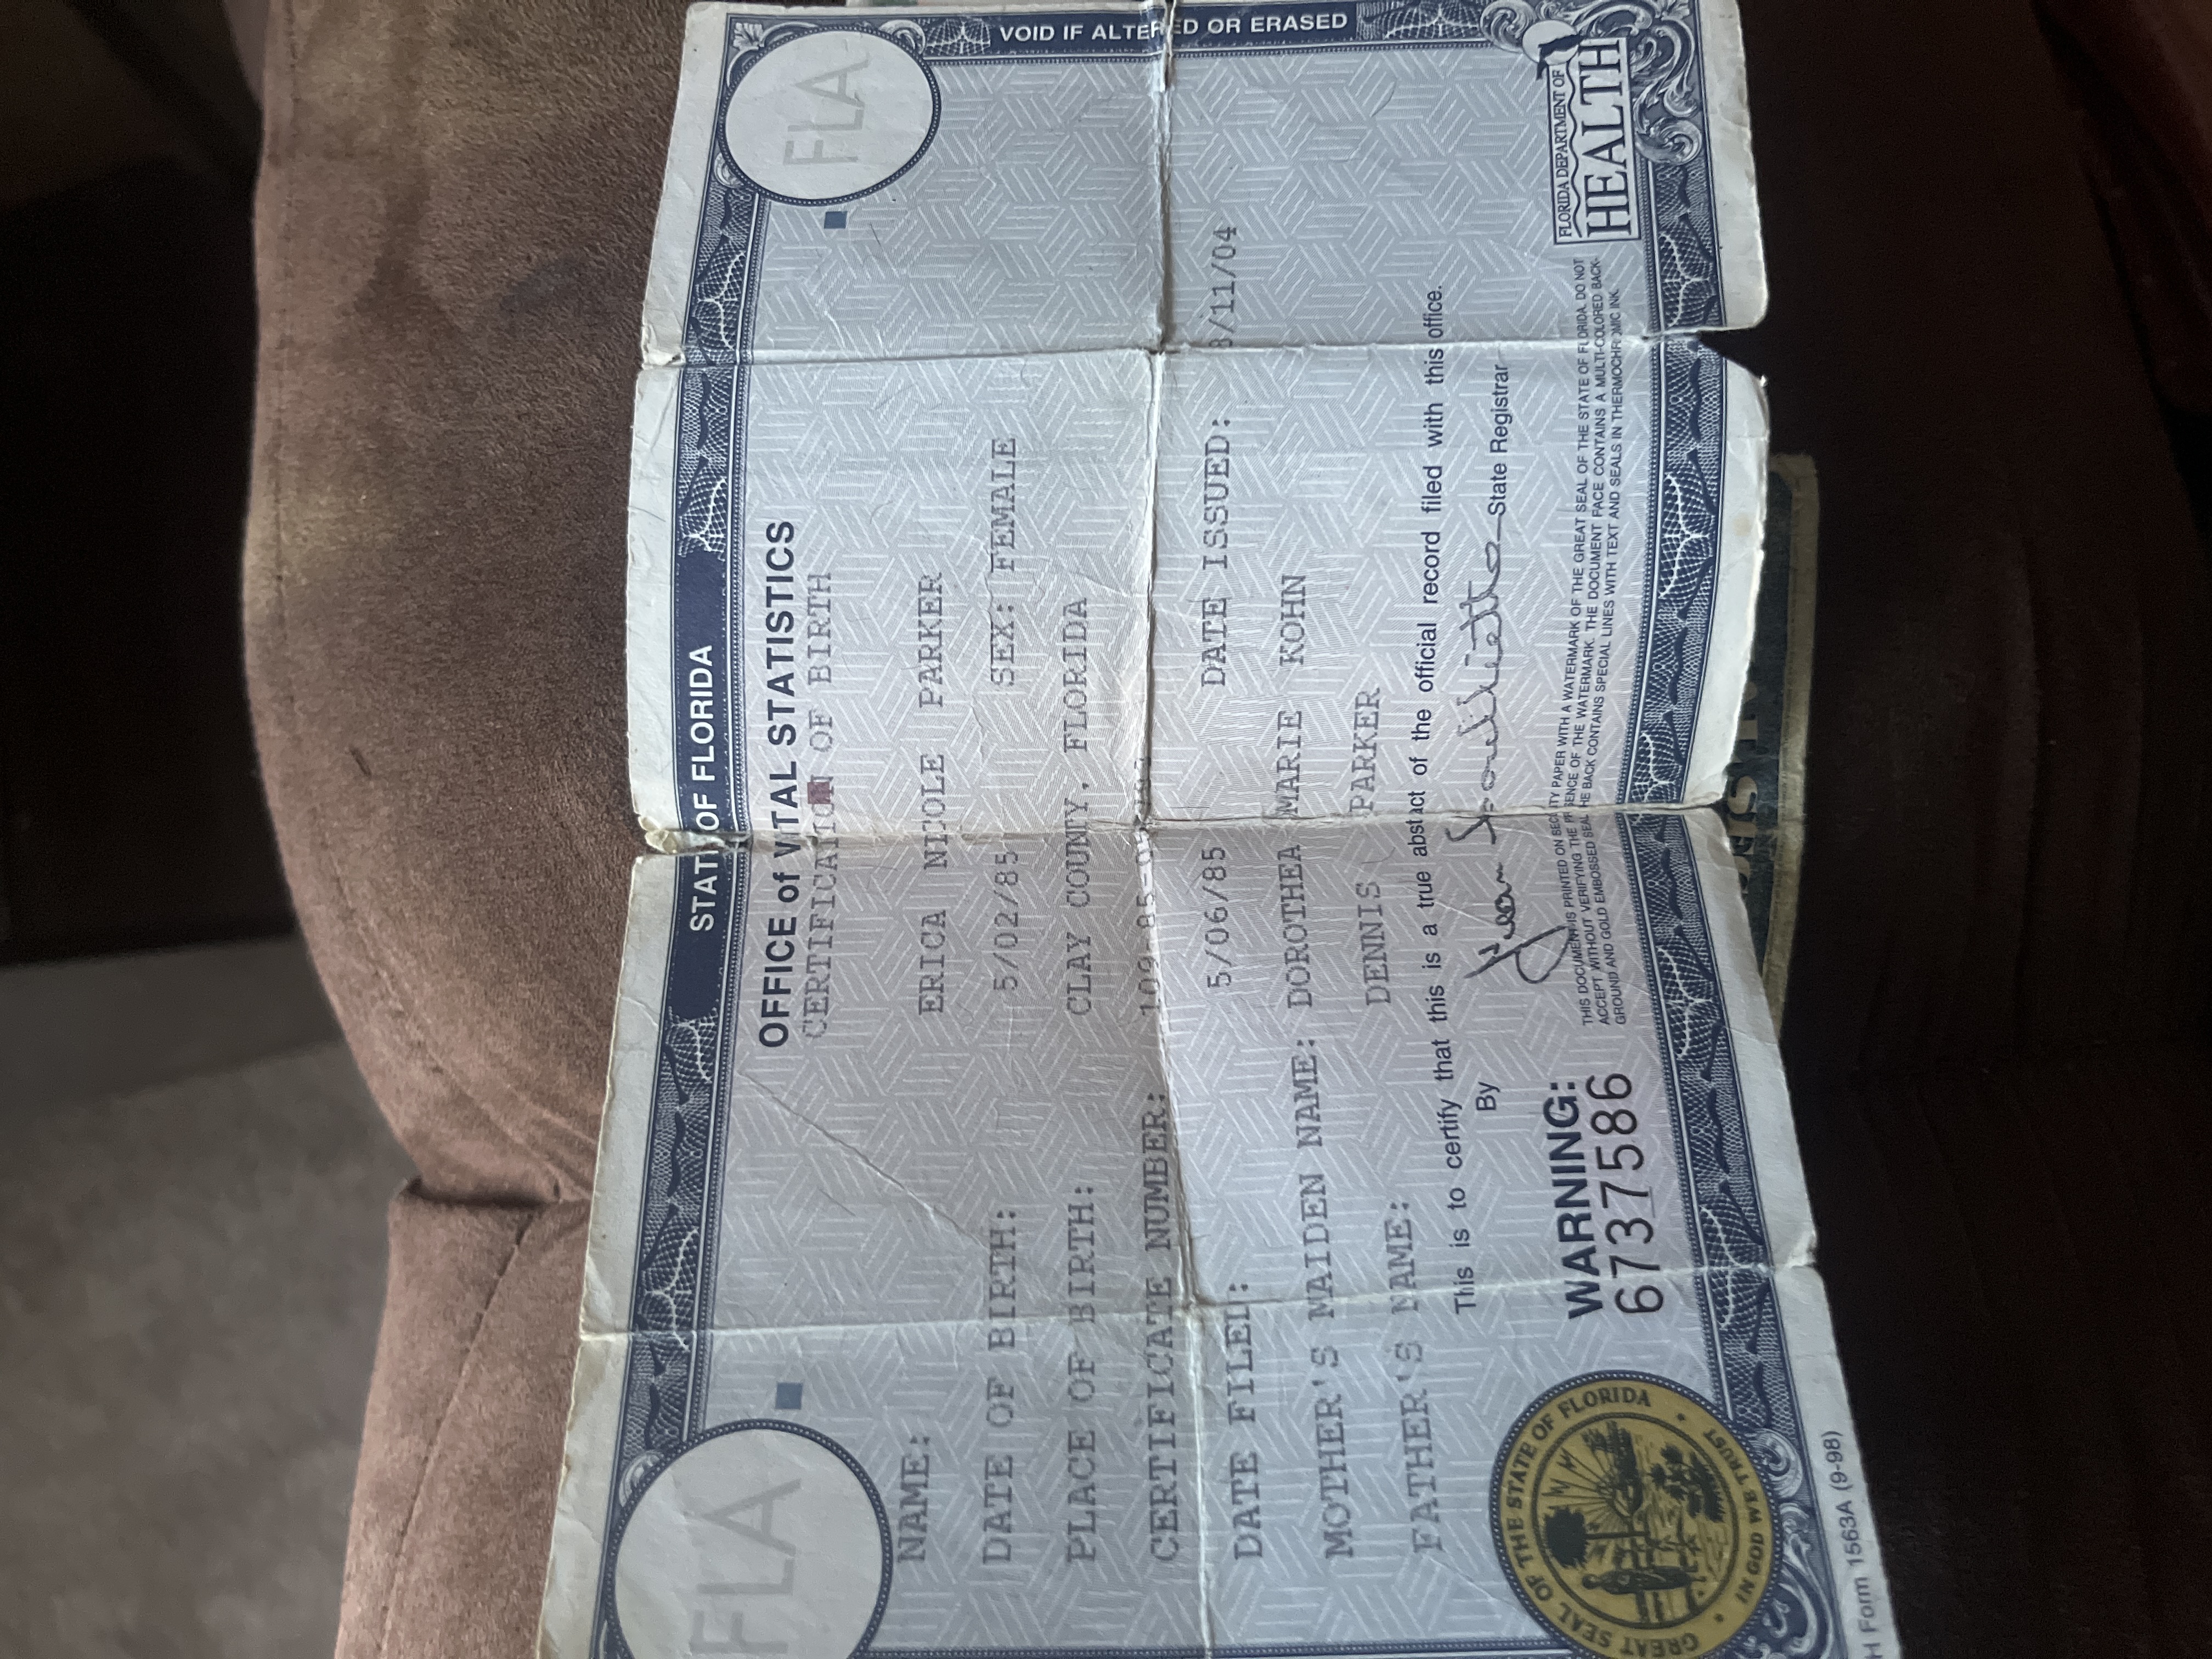 STATE OF FLORIDA
FLA
FLA
OFFICE of VITAL STATISTICS
CERTIFICATION OF BIRTH
NAME: ERICA NICOLE PARKER
DATE OF BIRTH: 5/02/85 SEX: FEMALE
PLACE OF BIRTH: CLAY COUNTY, FLORIDA
CERTIFICATE NUMBER: 109-85-
DATE FILED: 5/06/85 DATE ISSUED: /11/04
MOTHER'S MAIDEN NAME: DOROTHEA MARIE KOHN
FATHER'S NAME: DENNIS PARKER
This is to certify that this is a true abstact of the official record filed with this office.
By State Registrar
WARNING:
6737586
THIS DOCUMENT IS PRINTED ON SECURITY PAPER WITH A WATERMARK OF THE GREAT SEAL OF THE STATE OF FLORIDA. DO NOT
ACCEPT WITHOUT VERIFYING THE PRESENCE OF THE WATERMARK. THE DOCUMENT FACE CONTAINS A MULTI-COLORED BACK-
GROUND AND GOLD EMBOSSED SEAL. THE BACK CONTAINS SPECIAL LINES WITH TEXT AND SEALS IN THERMOCHROMIC INK.
FLORIDA DEPARTMENT OF
HEALTH
GREAT SEAL OF THE STATE OF FLORIDA
IN GOD WE TRUST
VOID IF ALTERED OR ERASED
H Form 1563A (9-98)